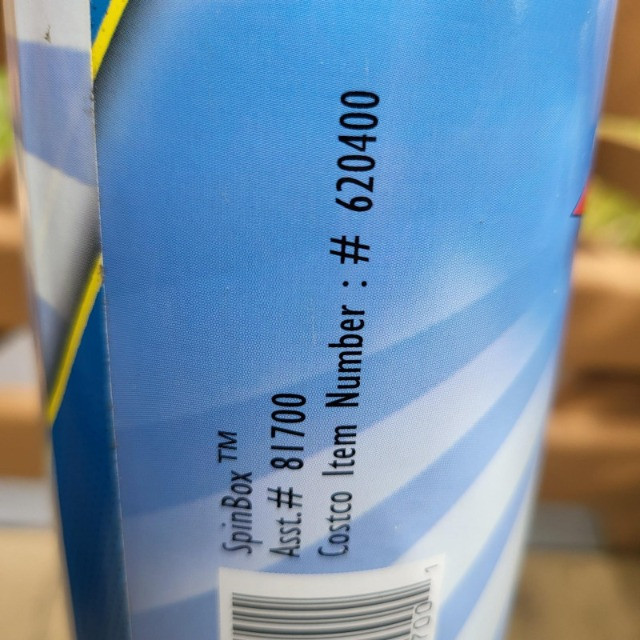 SpinBox™
Asst.# 81700
Costco Item Number : # 620400